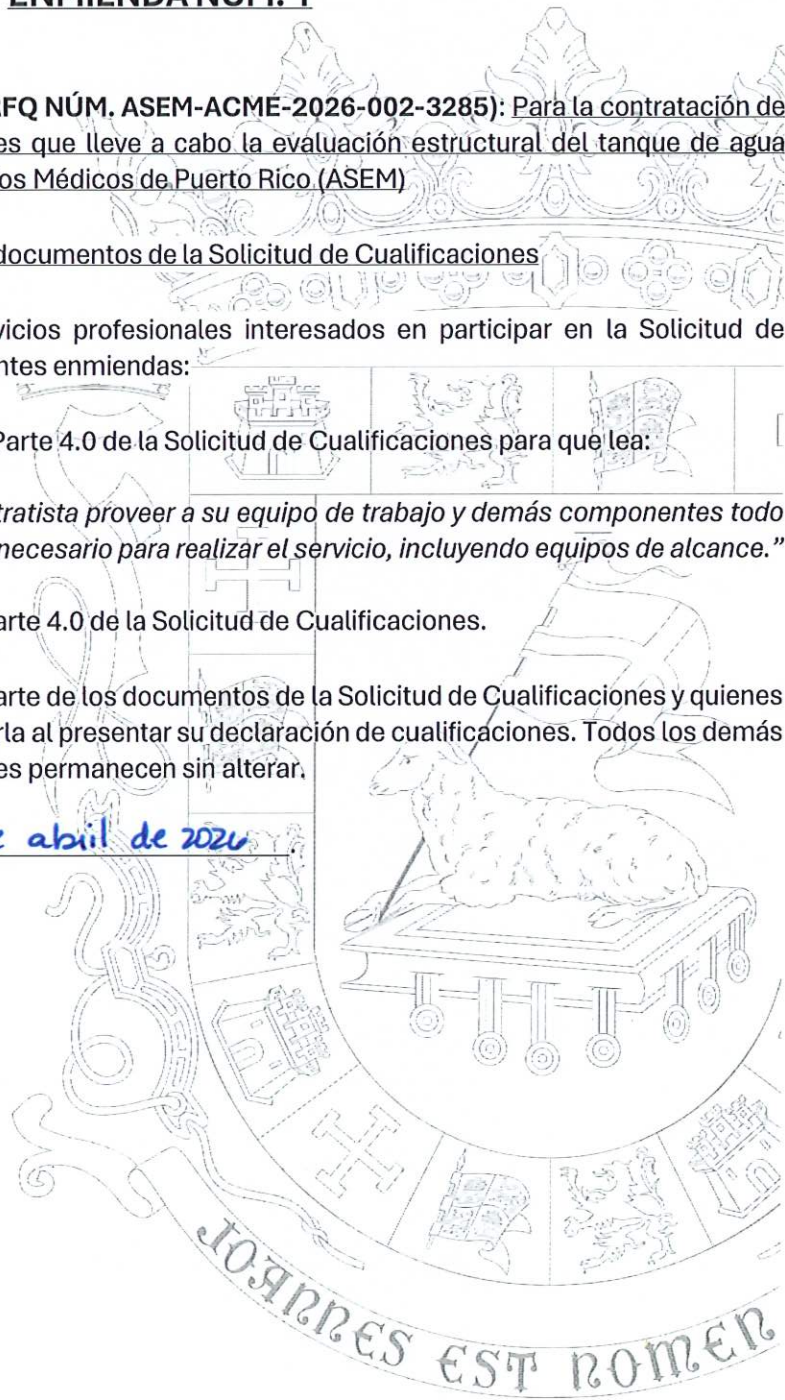 ENMIENDA NÚM. 1
FQ NÚM. ASEM-ACME-2026-002-3285): Para la contratación de
es que lleve a cabo la evaluación estructural del tanque de agua
os Médicos de Puerto Rico (ASEM)
documentos de la Solicitud de Cualificaciones
vicios profesionales interesados en participar en la Solicitud de
ntes enmiendas:
Parte 4.0 de la Solicitud de Cualificaciones para que lea:
tratista proveer a su equipo de trabajo y demás componentes todo
necesario para realizar el servicio, incluyendo equipos de alcance."
arte 4.0 de la Solicitud de Cualificaciones.
arte de los documentos de la Solicitud de Cualificaciones y quienes
rla al presentar su declaración de cualificaciones. Todos los demás
es permanecen sin alterar.
e abril de 2026.
JOANNES EST NOMEN